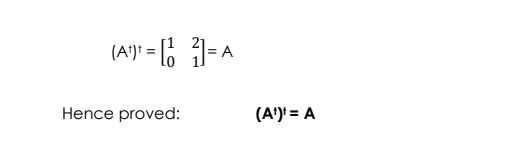 (Aᵗ)ᵗ = [1 2
0 1] = A
Hence proved: (Aᵗ)ᵗ = A